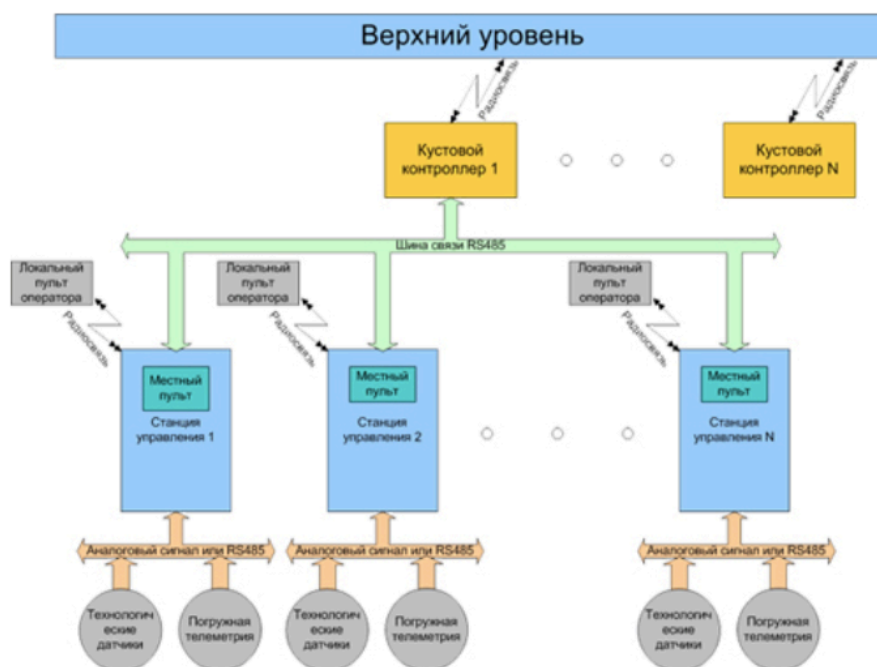 Верхний уровень
Радиосвязь
Радиосвязь
Кустовой
контроллер 1
Кустовой
контроллер N
Шина связи RS485
Локальный
пульт
оператора
Локальный
пульт
оператора
Локальный
пульт
оператора
Радиосвязь
Радиосвязь
Радиосвязь
Местный
пульт
Местный
пульт
Местный
пульт
Станция
управления 1
Станция
управления 2
Станция
управления N
Аналоговый сигнал или RS485
Аналоговый сигнал или RS485
Аналоговый сигнал или RS485
Технологич
еские
датчики
Погружная
телеметрия
Технологич
еские
датчики
Погружная
телеметрия
Технологич
еские
датчики
Погружная
телеметрия